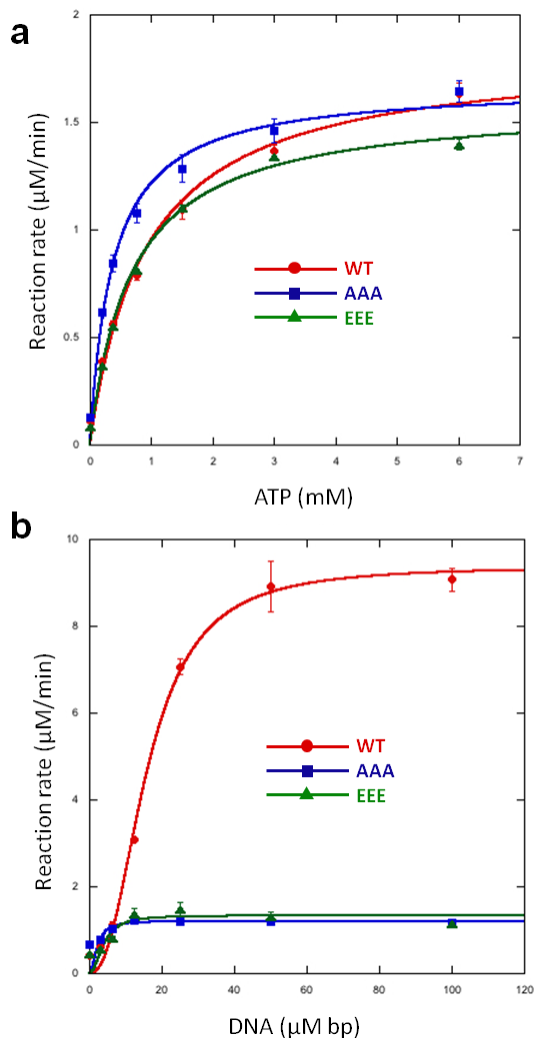 a
2
1.5
1
0.5
0
Reaction rate (µM/min)
WT
AAA
EEE
0 1 2 3 4 5 6 7
ATP (mM)
b
10
8
6
4
2
0
Reaction rate (µM/min)
WT
AAA
EEE
0 20 40 60 80 100 120
DNA (µM bp)